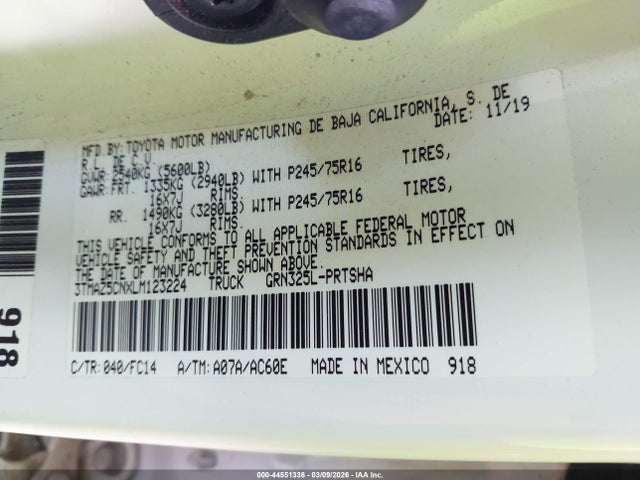 MFD. BY: TOYOTA MOTOR MANUFACTURING DE BAJA CALIFORNIA, S. DE
R L. DE C.V. DATE: 11/19
GVWR: 2540KG (5600LB)
GAWR: FRT. 1335KG (2940LB) WITH P245/75R16 TIRES,
16X7J RIMS,
RR. 1490KG (3280LB) WITH P245/75R16 TIRES,
16X7J RIMS.
THIS VEHICLE CONFORMS TO ALL APPLICABLE FEDERAL MOTOR
VEHICLE SAFETY AND THEFT PREVENTION STANDARDS IN EFFECT ON
THE DATE OF MANUFACTURE SHOWN ABOVE.
3TMAZ5CNXLM123224 TRUCK GRN325L-PRTSHA
C/TR: 040/FC14 A/TM: A07A/AC60E MADE IN MEXICO 918
918
000-44551336 - 03/09/2026 - IAA Inc.